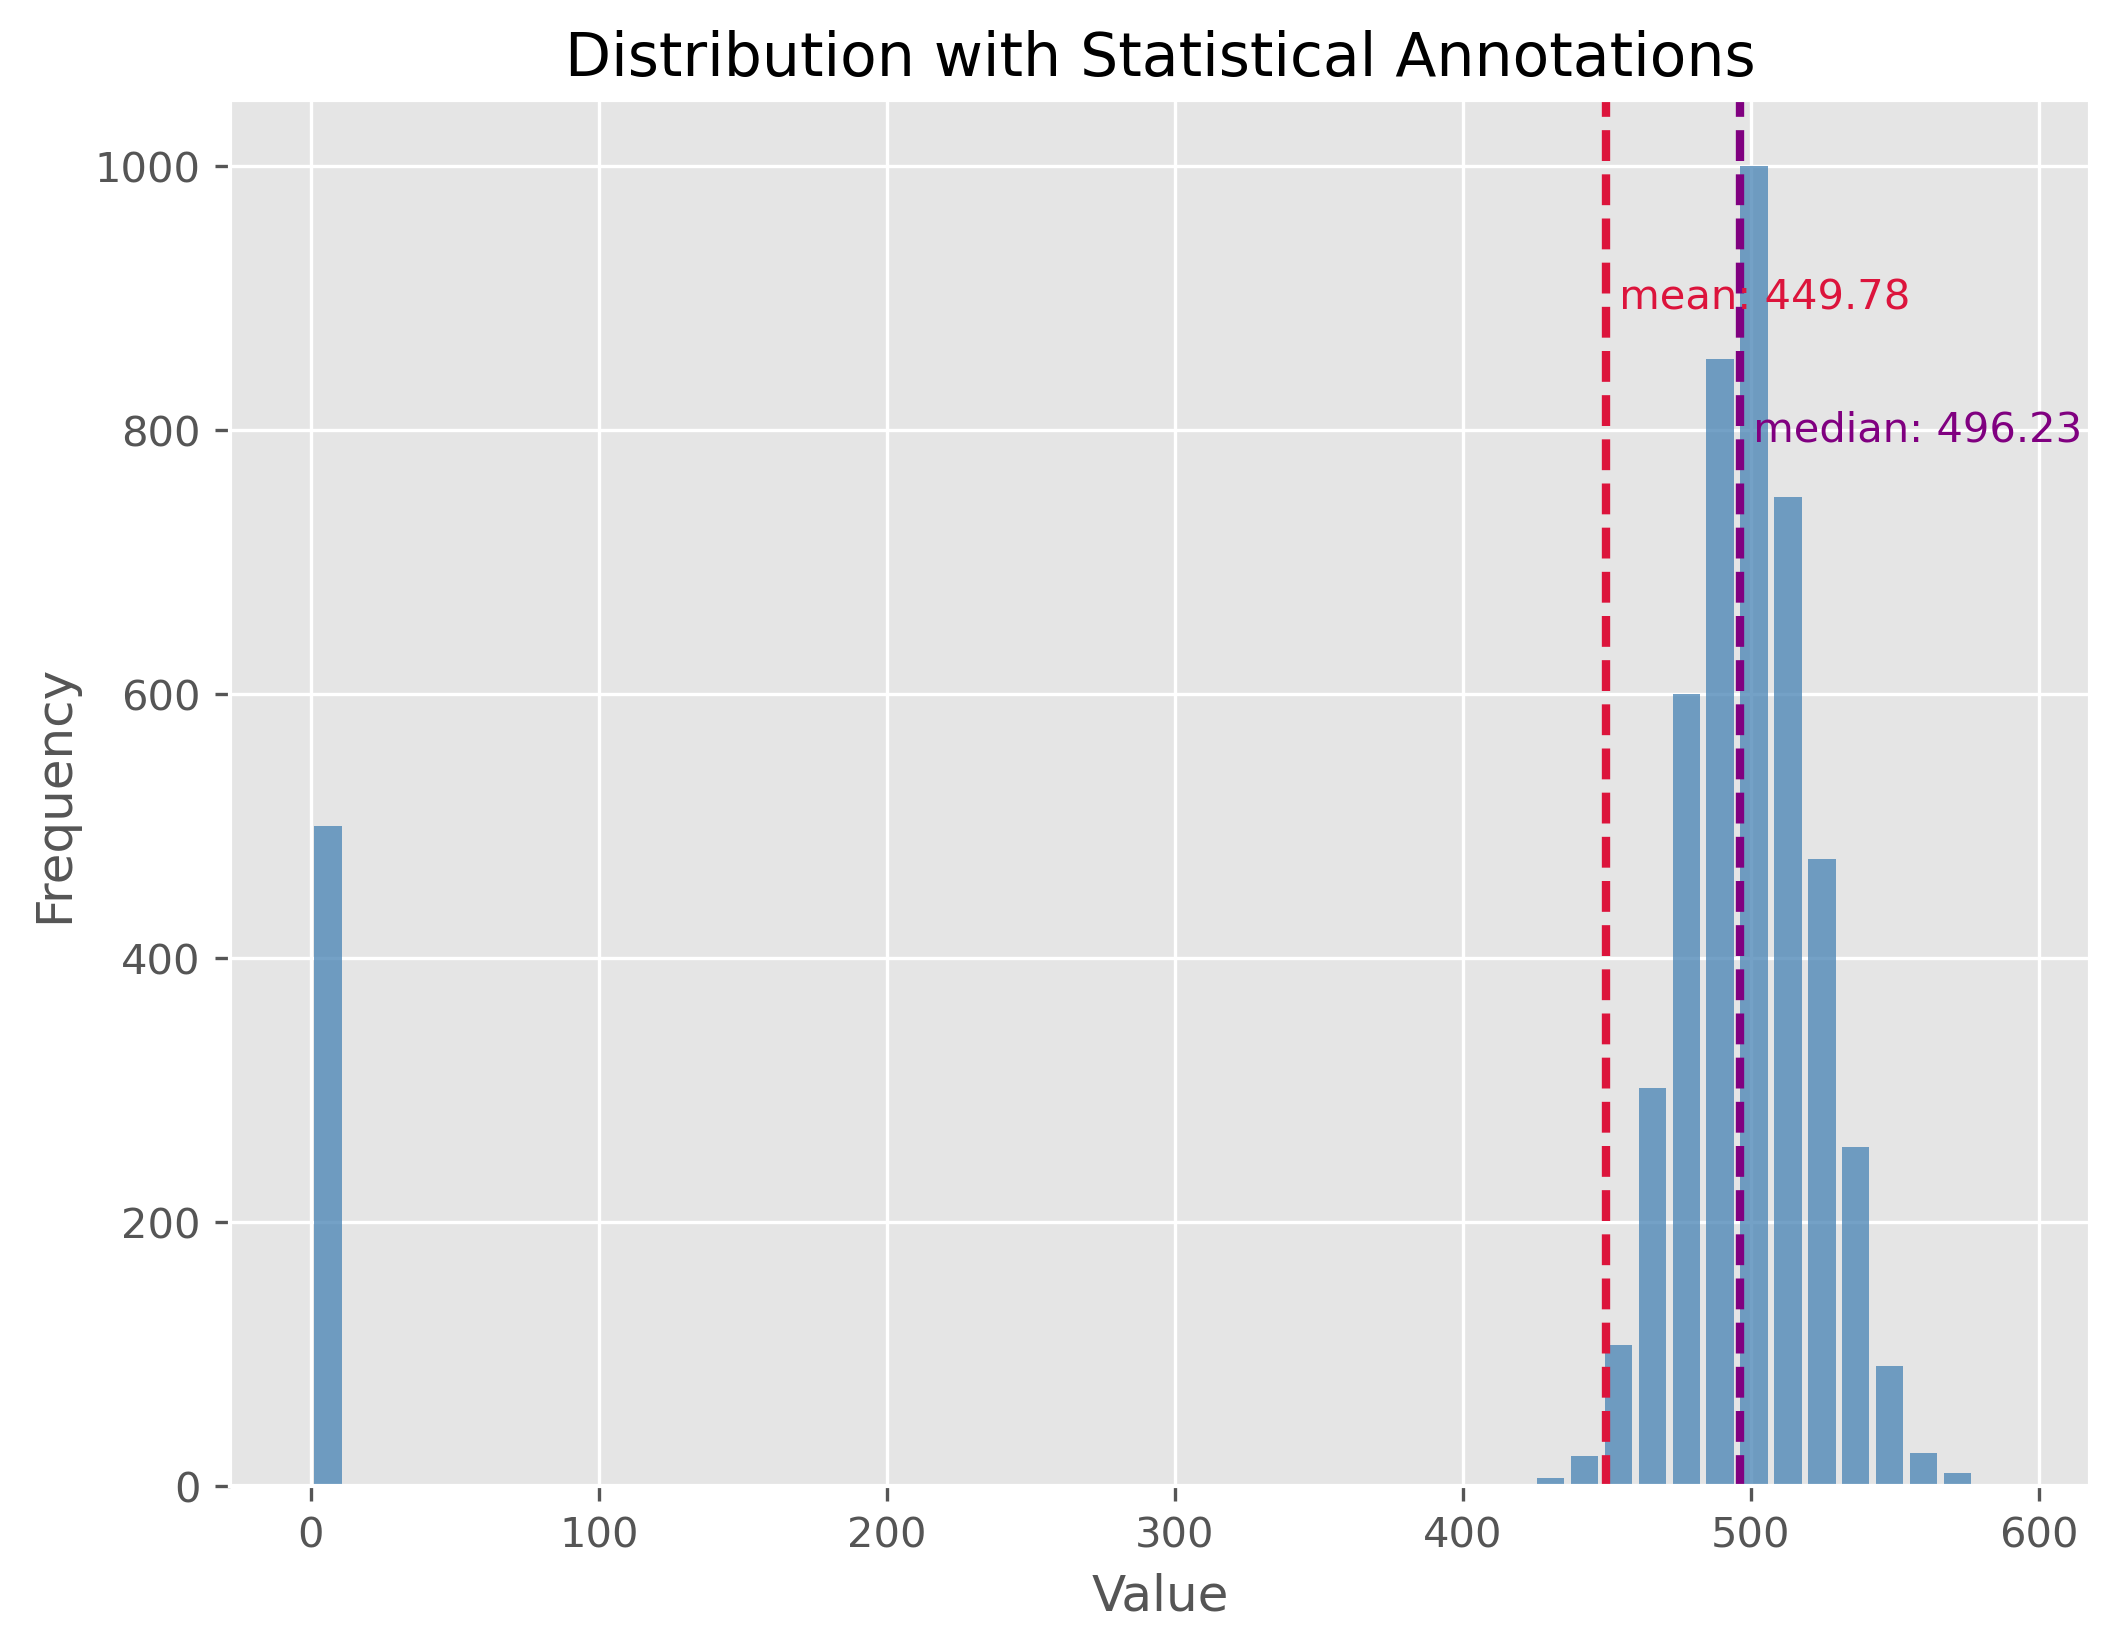 Distribution with Statistical Annotations
1000
800
600
400
200
0
Frequency
mean: 449.78
median: 496.23
0 100 200 300 400 500 600
Value